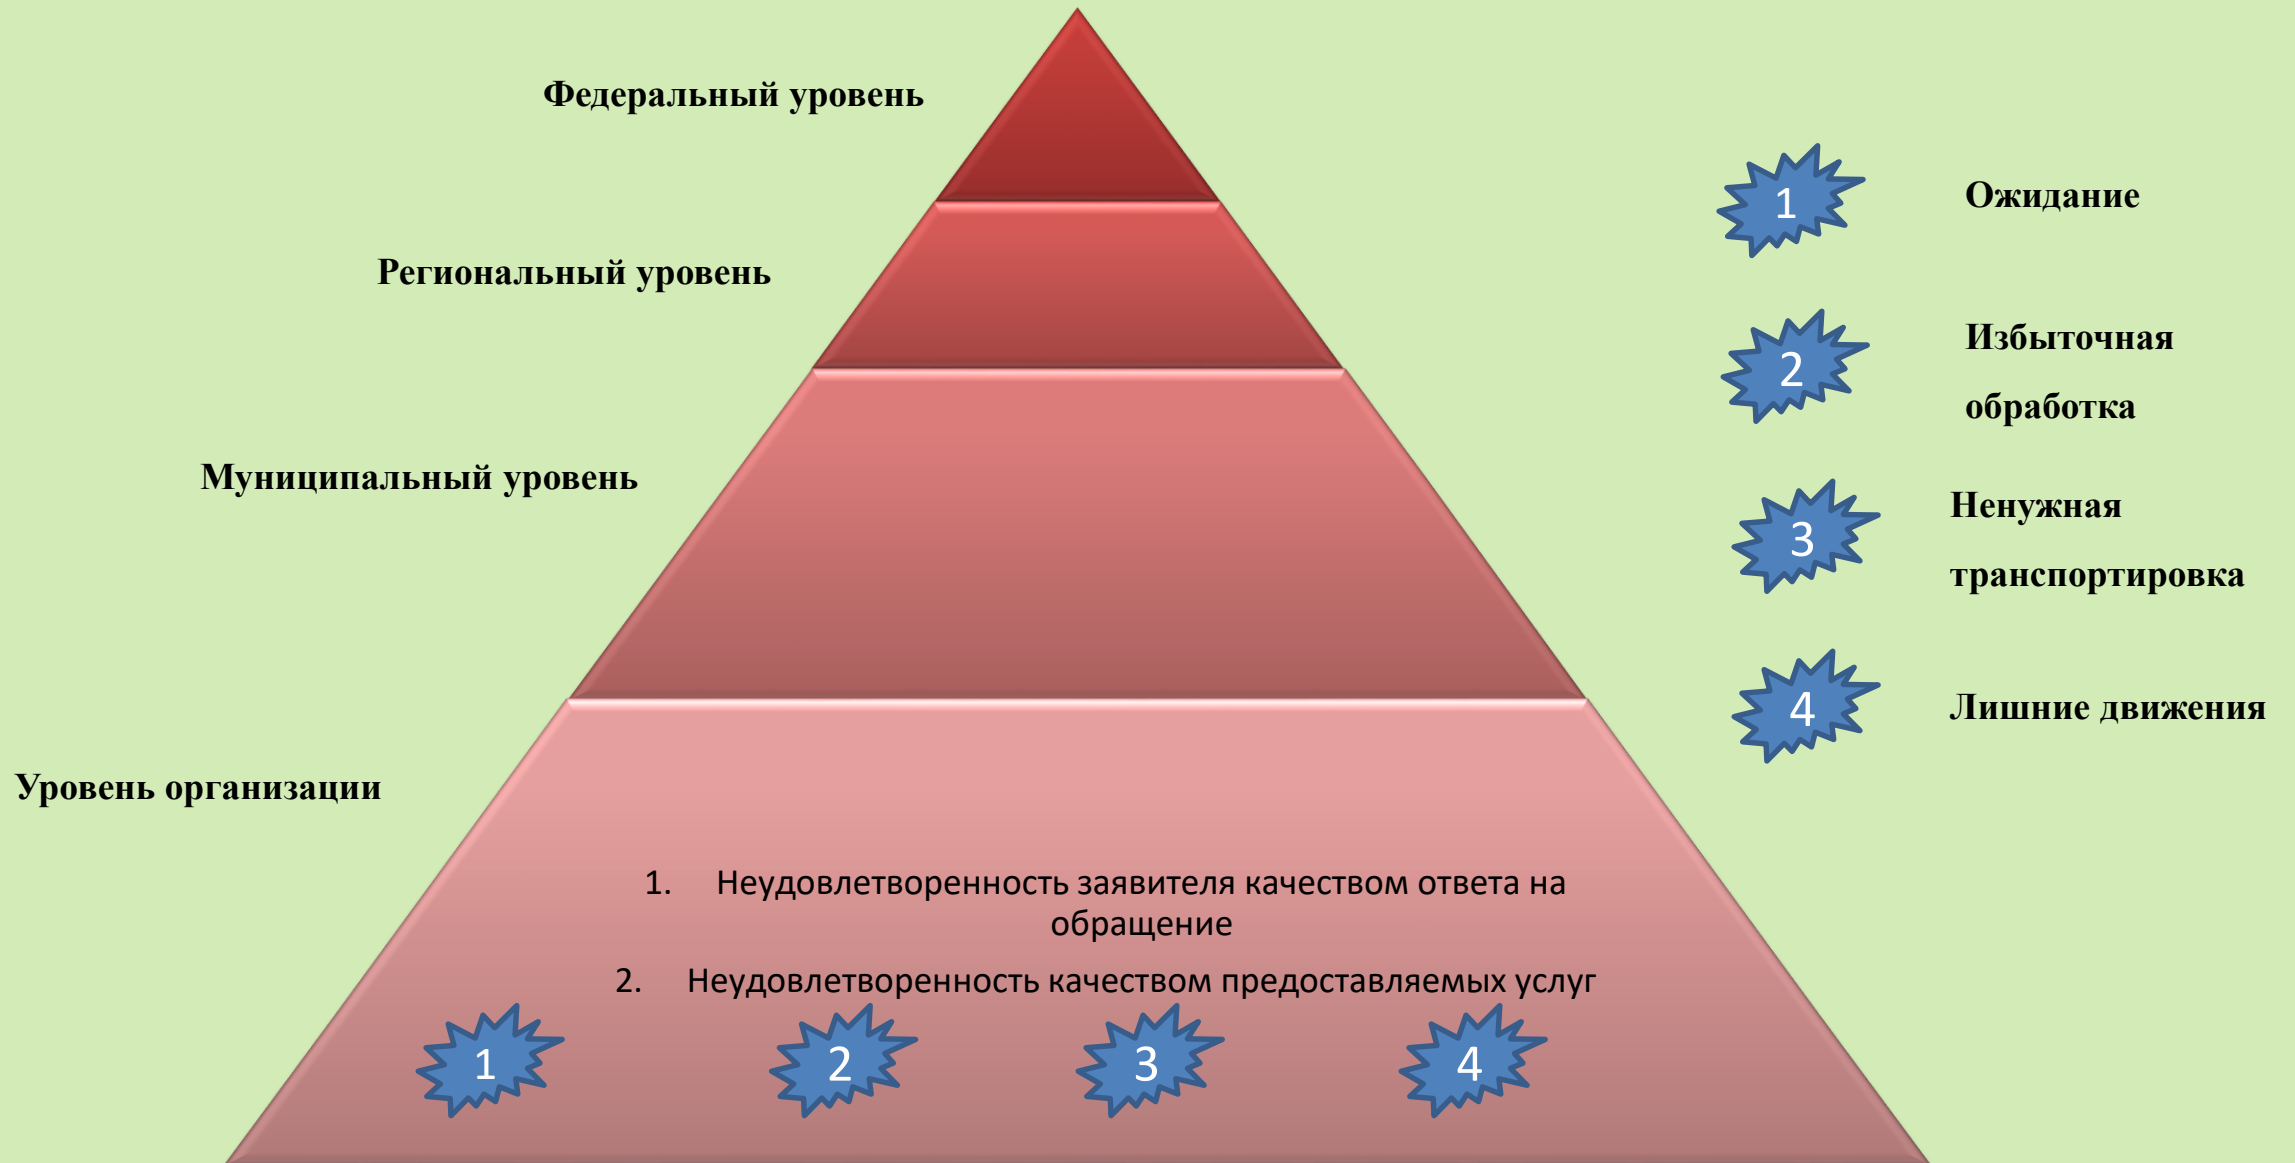 Федеральный уровень
Региональный уровень
Муниципальный уровень
Уровень организации
1
Ожидание
2
Избыточная
обработка
3
Ненужная
транспортировка
4
Лишние движения
1. Неудовлетворенность заявителя качеством ответа на
обращение
2. Неудовлетворенность качеством предоставляемых услуг
1 2 3 4